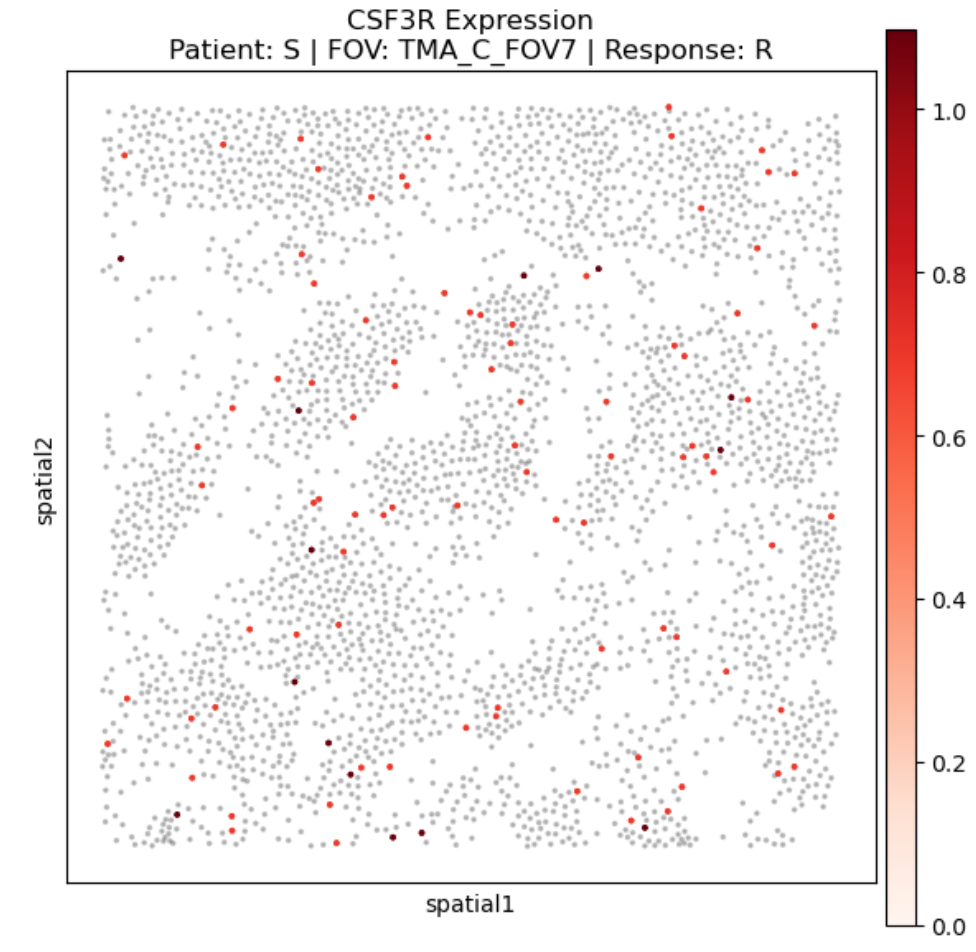 CSF3R Expression
Patient: S | FOV: TMA_C_FOV7 | Response: R
1.0
0.8
0.6
0.4
0.2
0.0
spatial2
spatial1